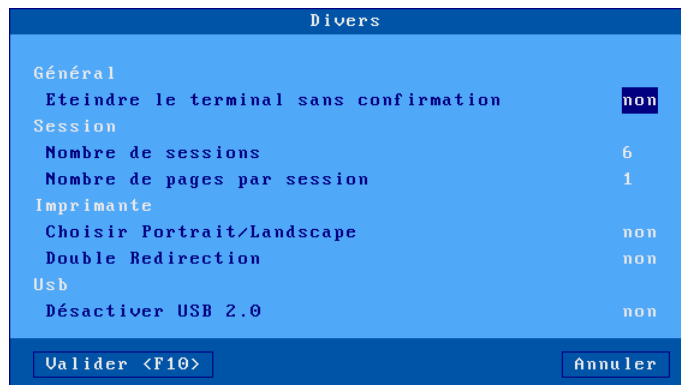 Divers
Général
Eteindre le terminal sans confirmation non
Session
Nombre de sessions 6
Nombre de pages par session 1
Imprimante
Choisir Portrait/Landscape non
Double Redirection non
Usb
Désactiver USB 2.0 non
Valider <F10> Annuler